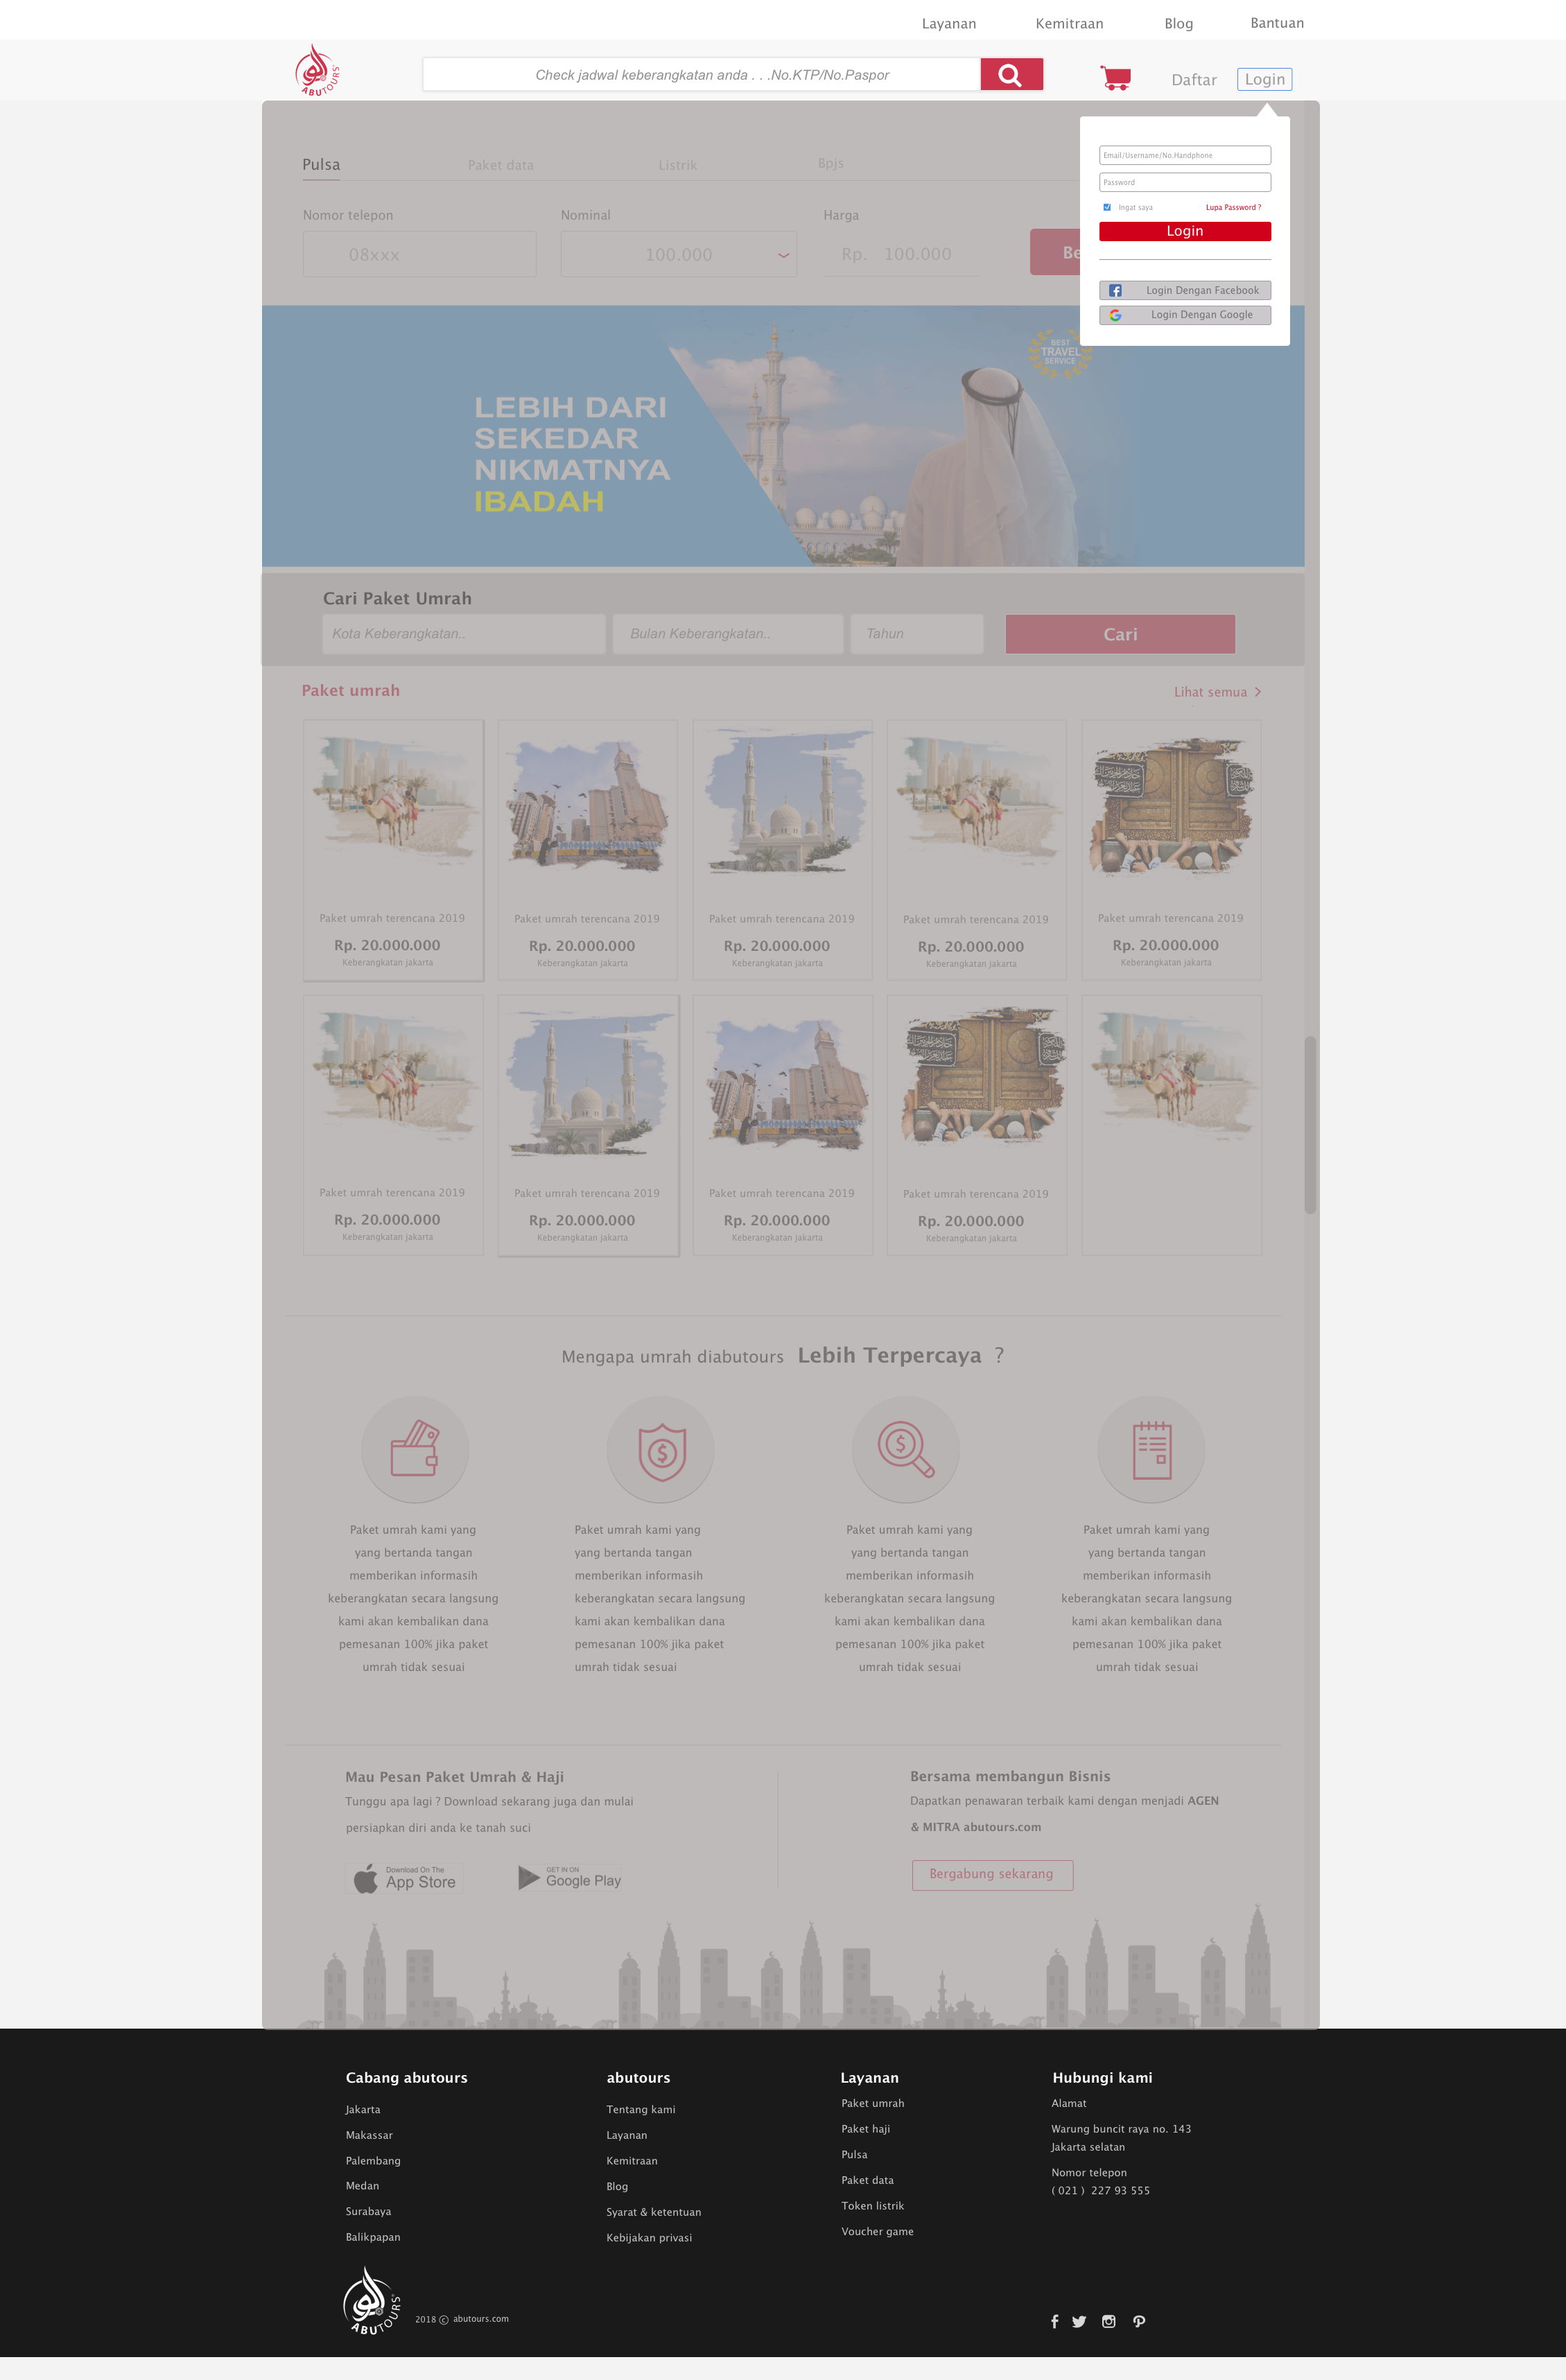 Layanan
Kemitraan
Blog
Bantuan
ABUTOURS
Check jadwal keberangkatan anda . . .No.KTP/No.Paspor
Daftar
Login
Email/Username/No.Handphone
Password
Ingat saya
Lupa Password ?
Login
Login Dengan Facebook
Login Dengan Google
Pulsa
Paket data
Listrik
Bpjs
Nomor telepon
Nominal
Harga
08xxx
100.000
Rp. 100.000
Be
BEST
TRAVEL
SERVICE
LEBIH DARI
SEKEDAR
NIKMATNYA
IBADAH
Cari Paket Umrah
Kota Keberangkatan..
Bulan Keberangkatan..
Tahun
Cari
Paket umrah
Lihat semua
Paket umrah terencana 2019
Rp. 20.000.000
Keberangkatan jakarta
Paket umrah terencana 2019
Rp. 20.000.000
Keberangkatan jakarta
Paket umrah terencana 2019
Rp. 20.000.000
Keberangkatan jakarta
Paket umrah terencana 2019
Rp. 20.000.000
Keberangkatan jakarta
Paket umrah terencana 2019
Rp. 20.000.000
Keberangkatan jakarta
Paket umrah terencana 2019
Rp. 20.000.000
Keberangkatan jakarta
Paket umrah terencana 2019
Rp. 20.000.000
Keberangkatan jakarta
Paket umrah terencana 2019
Rp. 20.000.000
Keberangkatan jakarta
Paket umrah terencana 2019
Rp. 20.000.000
Keberangkatan jakarta
Mengapa umrah diabutours Lebih Terpercaya ?
Paket umrah kami yang
yang bertanda tangan
memberikan informasih
keberangkatan secara langsung
kami akan kembalikan dana
pemesanan 100% jika paket
umrah tidak sesuai
Paket umrah kami yang
yang bertanda tangan
memberikan informasih
keberangkatan secara langsung
kami akan kembalikan dana
pemesanan 100% jika paket
umrah tidak sesuai
Paket umrah kami yang
yang bertanda tangan
memberikan informasih
keberangkatan secara langsung
kami akan kembalikan dana
pemesanan 100% jika paket
umrah tidak sesuai
Paket umrah kami yang
yang bertanda tangan
memberikan informasih
keberangkatan secara langsung
kami akan kembalikan dana
pemesanan 100% jika paket
umrah tidak sesuai
Mau Pesan Paket Umrah & Haji
Tunggu apa lagi ? Download sekarang juga dan mulai
persiapkan diri anda ke tanah suci
Download On The
App Store
GET IN ON
Google Play
Bersama membangun Bisnis
Dapatkan penawaran terbaik kami dengan menjadi AGEN
& MITRA abutours.com
Bergabung sekarang
Cabang abutours
Jakarta
Makassar
Palembang
Medan
Surabaya
Balikpapan
abutours
Tentang kami
Layanan
Kemitraan
Blog
Syarat & ketentuan
Kebijakan privasi
Layanan
Paket umrah
Paket haji
Pulsa
Paket data
Token listrik
Voucher game
Hubungi kami
Alamat
Warung buncit raya no. 143
Jakarta selatan
Nomor telepon
( 021 ) 227 93 555
ABUTOURS
2018 © abutours.com